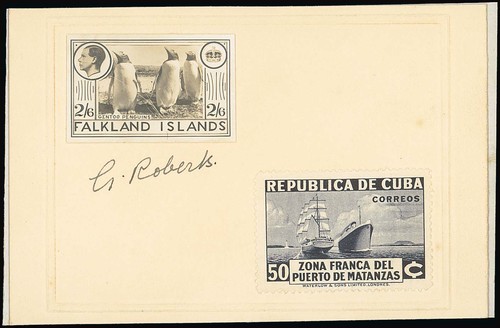 2/6 2/6
GENTOO PENGUINS
FALKLAND ISLANDS
G. Roberts.
REPUBLICA DE CUBA
CORREOS
50 ZONA FRANCA DEL ¢
PUERTO DE MATANZAS
WATERLOW & SONS LIMITED, LONDRES.